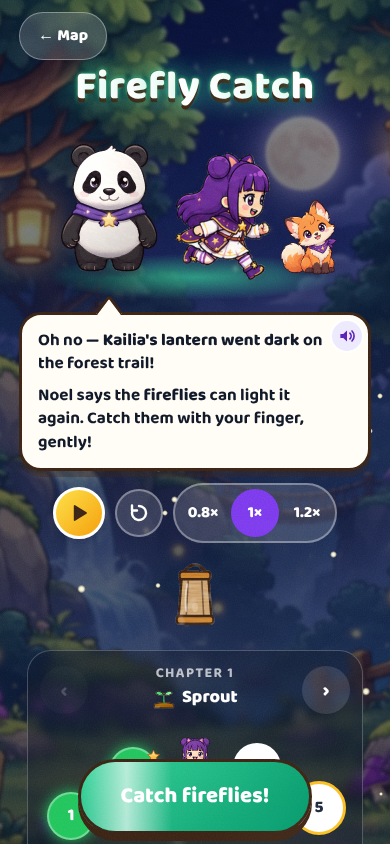 ← Map
Firefly Catch
Oh no — Kailia's lantern went dark on
the forest trail!
Noel says the fireflies can light it
again. Catch them with your finger,
gently!
0.8×
1×
1.2×
CHAPTER 1
Sprout
‹
›
1
5
Catch fireflies!